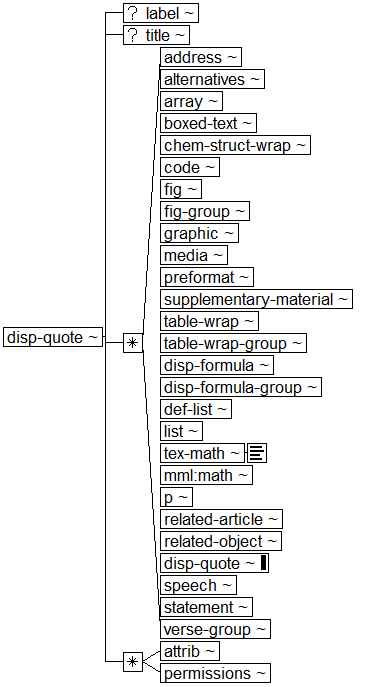 ? label ~
? title ~
address ~
alternatives ~
array ~
boxed-text ~
chem-struct-wrap ~
code ~
fig ~
fig-group ~
graphic ~
media ~
preformat ~
supplementary-material ~
table-wrap ~
disp-quote ~
*
table-wrap-group ~
disp-formula ~
disp-formula-group ~
def-list ~
list ~
tex-math ~
mml:math ~
p ~
related-article ~
related-object ~
disp-quote ~
speech ~
statement ~
verse-group ~
* attrib ~
permissions ~